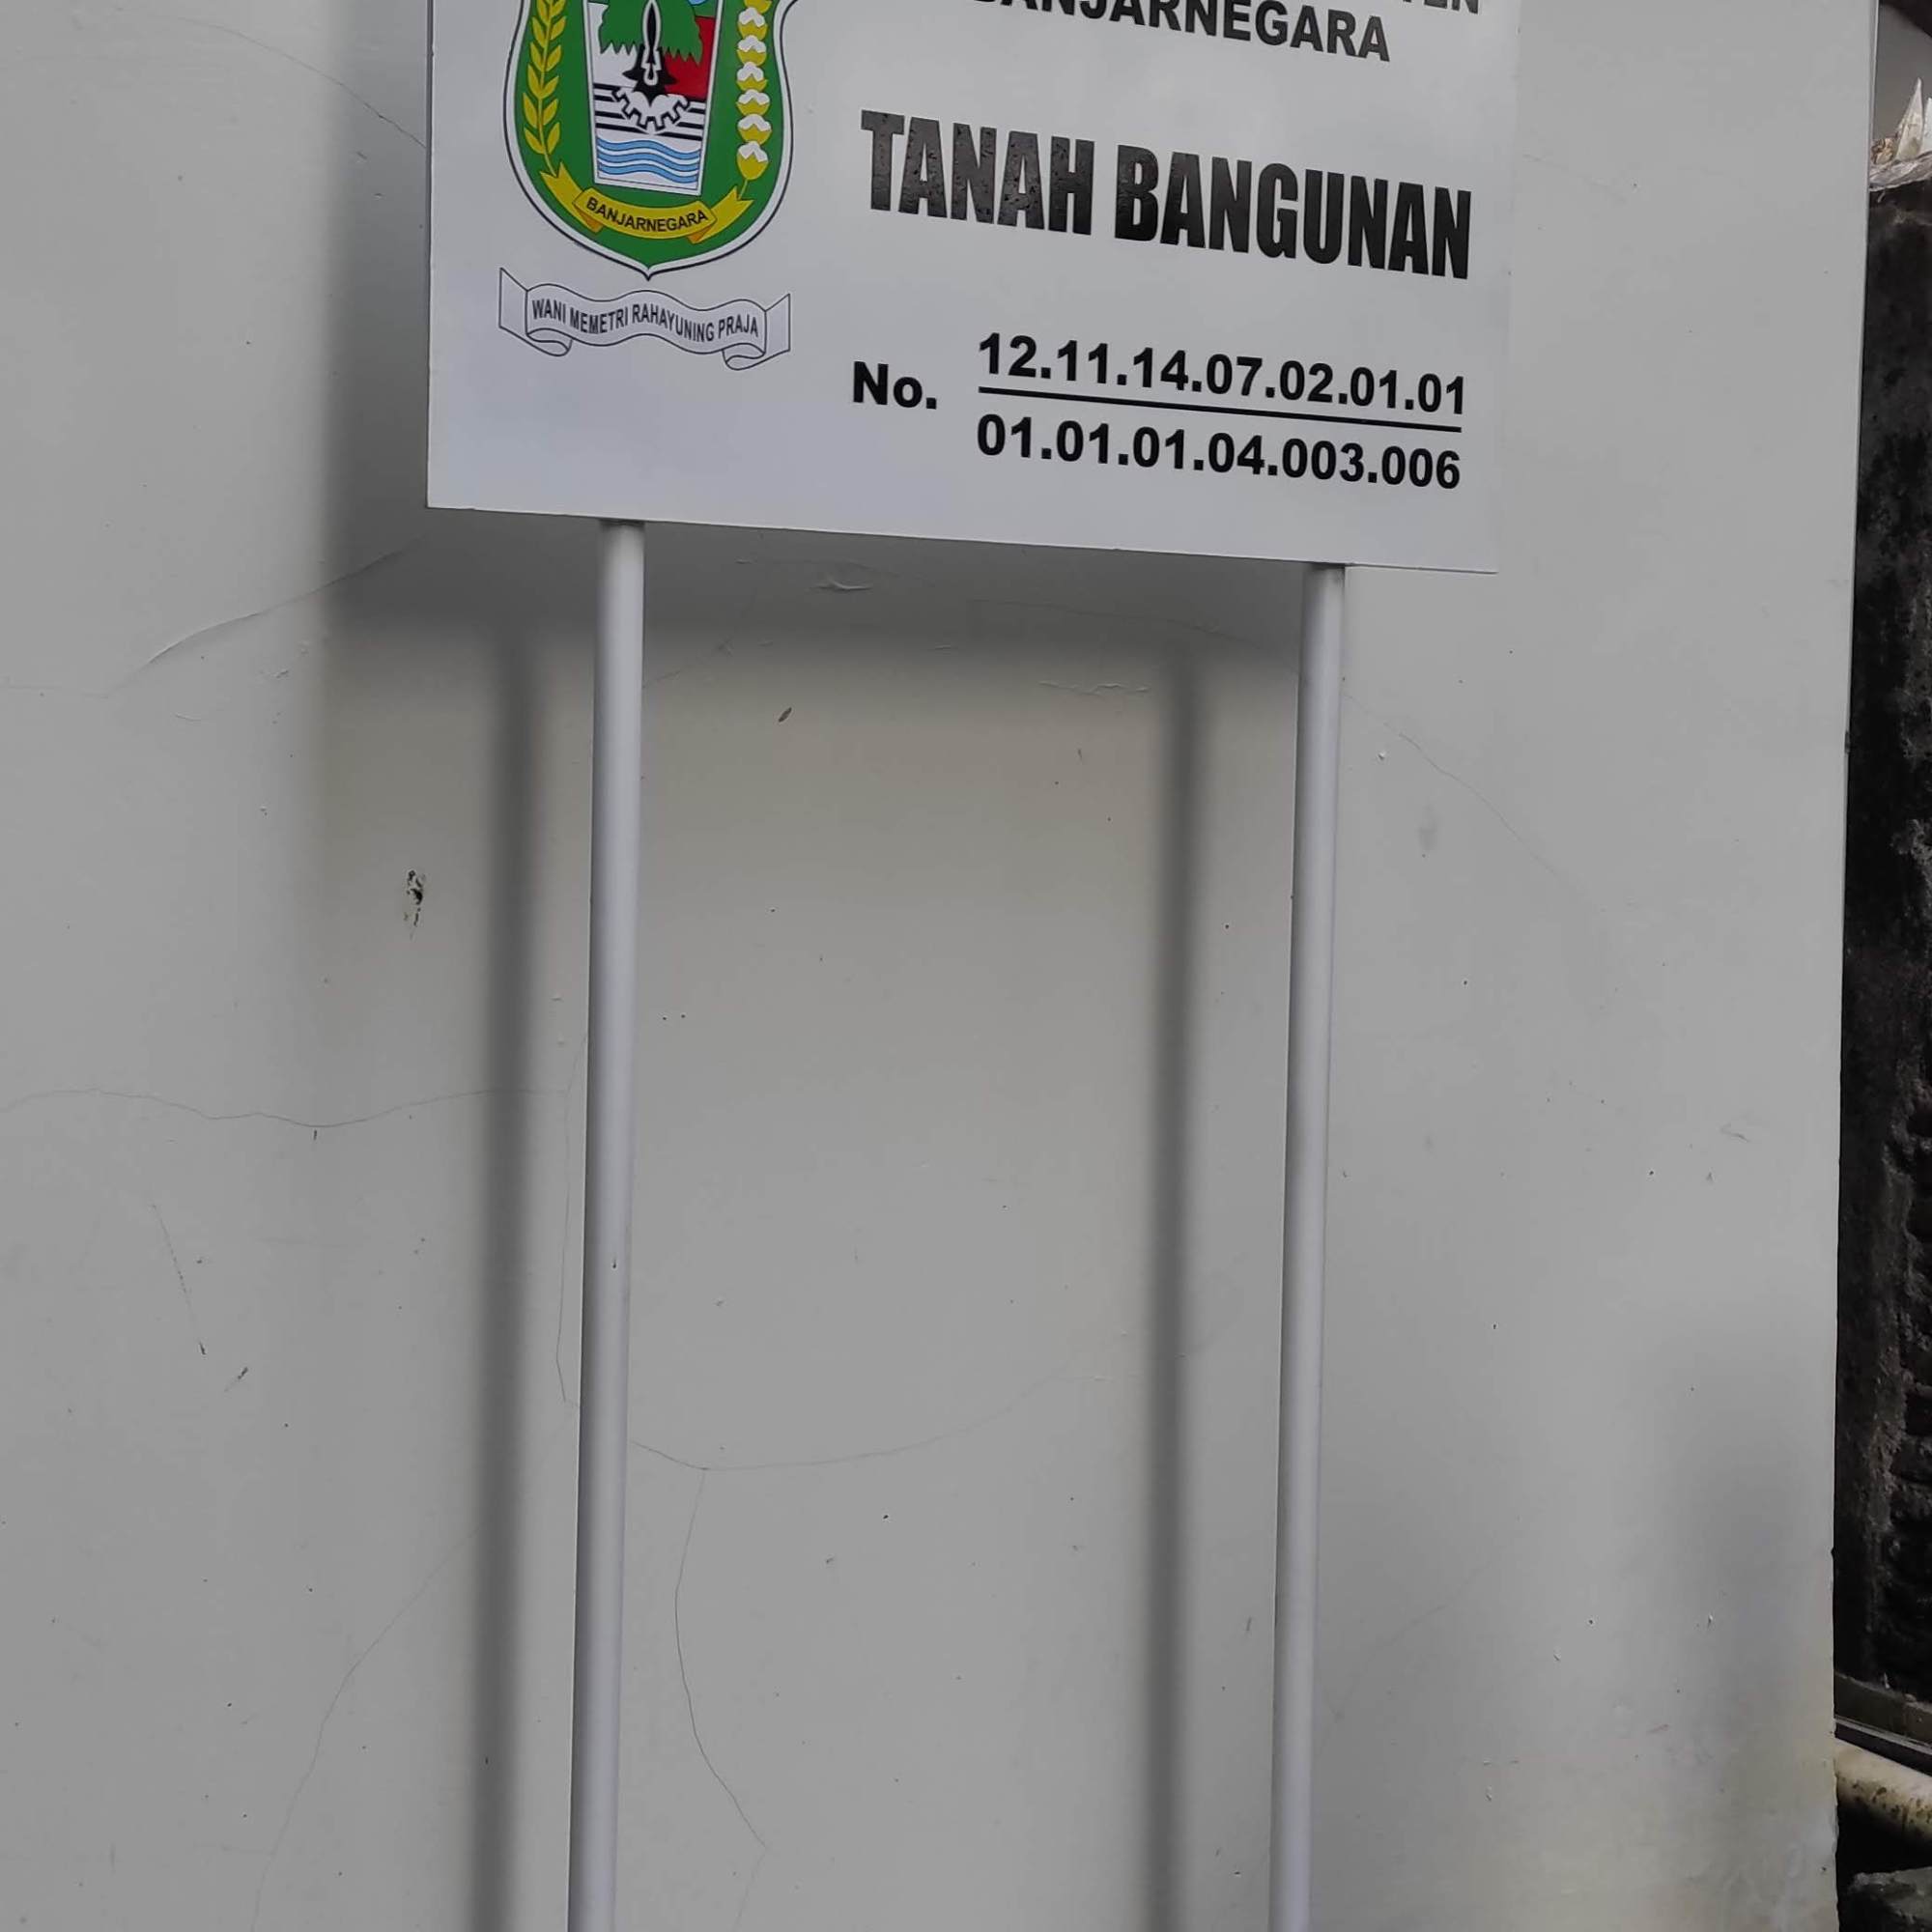 BANJARNEGARA
TANAH BANGUNAN
BANJARNEGARA
WANI MEMETRI RAHAYUNING PRAJA
No. 12.11.14.07.02.01.01
01.01.01.04.003.006